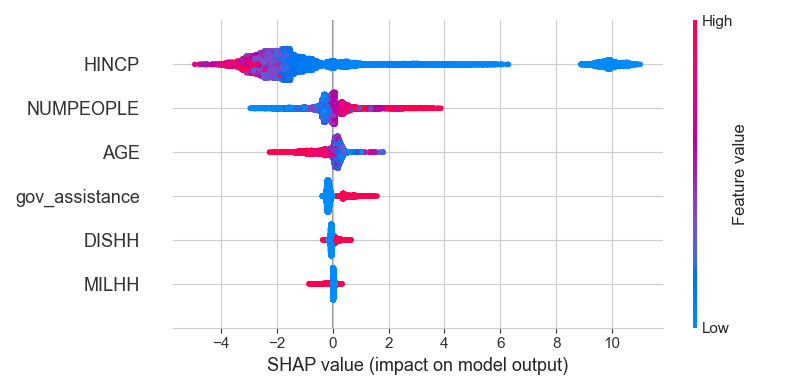 High
HINCP
NUMPEOPLE
AGE
gov_assistance
DISHH
MILHH
Feature value
Low
−4 −2 0 2 4 6 8 10
SHAP value (impact on model output)